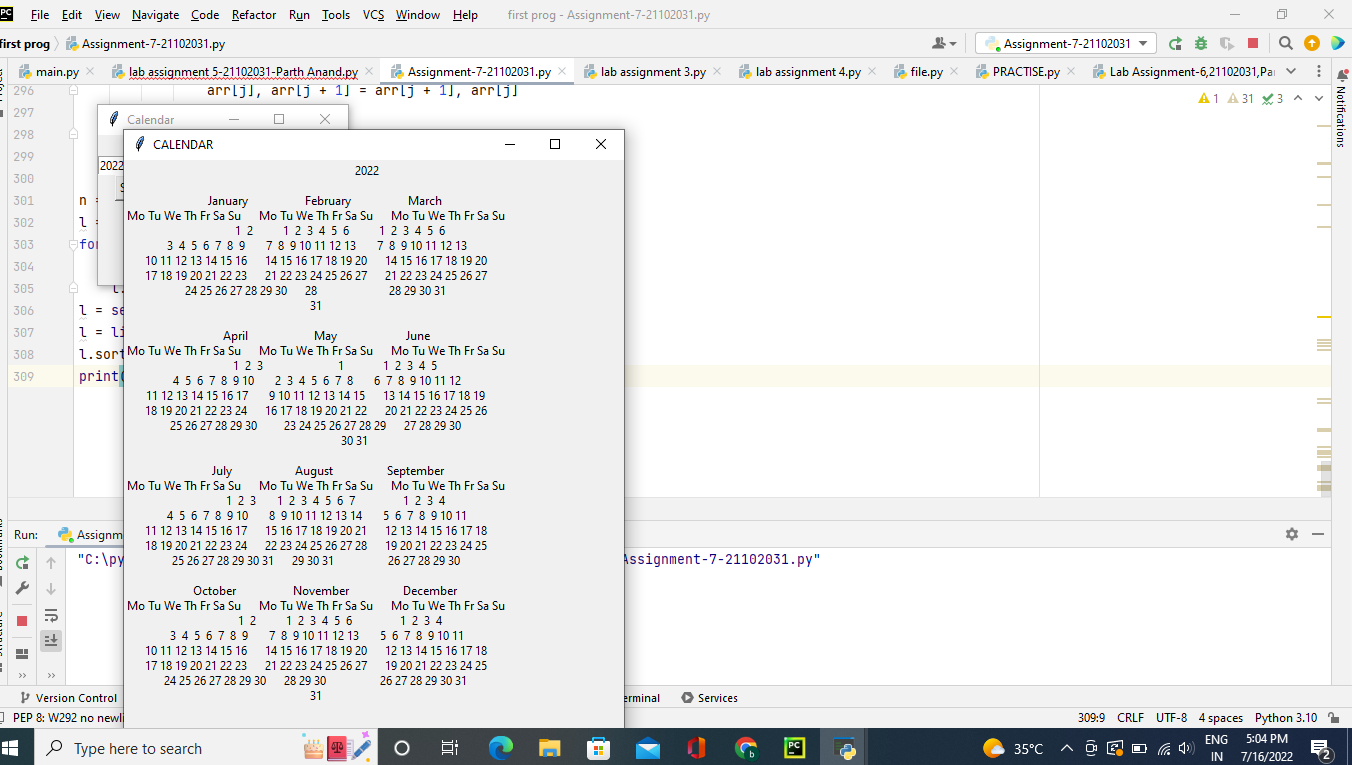 PC File Edit View Navigate Code Refactor Run Tools VCS Window Help first prog - Assignment-7-21102031.py
first prog Assignment-7-21102031.py Assignment-7-21102031
main.py lab assignment 5-21102031-Parth Anand.py Assignment-7-21102031.py lab assignment 3.py lab assignment 4.py file.py PRACTISE.py Lab Assignment-6,21102031,Pa
296 arr[j], arr[j + 1] = arr[j + 1], arr[j]
1 31 3
Notifications
297
298
299
300
301 n =
302 l =
303 for
304
305 l.
306 l = se
307 l = li
308 l.sort
309 print(
Calendar
2022
S
CALENDAR
2022
January February March
Mo Tu We Th Fr Sa Su Mo Tu We Th Fr Sa Su Mo Tu We Th Fr Sa Su
1 2 1 2 3 4 5 6 1 2 3 4 5 6
3 4 5 6 7 8 9 7 8 9 10 11 12 13 7 8 9 10 11 12 13
10 11 12 13 14 15 16 14 15 16 17 18 19 20 14 15 16 17 18 19 20
17 18 19 20 21 22 23 21 22 23 24 25 26 27 21 22 23 24 25 26 27
24 25 26 27 28 29 30 28 28 29 30 31
31
April May June
Mo Tu We Th Fr Sa Su Mo Tu We Th Fr Sa Su Mo Tu We Th Fr Sa Su
1 2 3 1 1 2 3 4 5
4 5 6 7 8 9 10 2 3 4 5 6 7 8 6 7 8 9 10 11 12
11 12 13 14 15 16 17 9 10 11 12 13 14 15 13 14 15 16 17 18 19
18 19 20 21 22 23 24 16 17 18 19 20 21 22 20 21 22 23 24 25 26
25 26 27 28 29 30 23 24 25 26 27 28 29 27 28 29 30
30 31
July August September
Mo Tu We Th Fr Sa Su Mo Tu We Th Fr Sa Su Mo Tu We Th Fr Sa Su
1 2 3 1 2 3 4 5 6 7 1 2 3 4
4 5 6 7 8 9 10 8 9 10 11 12 13 14 5 6 7 8 9 10 11
11 12 13 14 15 16 17 15 16 17 18 19 20 21 12 13 14 15 16 17 18
18 19 20 21 22 23 24 22 23 24 25 26 27 28 19 20 21 22 23 24 25
25 26 27 28 29 30 31 29 30 31 26 27 28 29 30
October November December
Mo Tu We Th Fr Sa Su Mo Tu We Th Fr Sa Su Mo Tu We Th Fr Sa Su
1 2 1 2 3 4 5 6 1 2 3 4
3 4 5 6 7 8 9 7 8 9 10 11 12 13 5 6 7 8 9 10 11
10 11 12 13 14 15 16 14 15 16 17 18 19 20 12 13 14 15 16 17 18
17 18 19 20 21 22 23 21 22 23 24 25 26 27 19 20 21 22 23 24 25
24 25 26 27 28 29 30 28 29 30 26 27 28 29 30 31
31
Run: Assignm
"C:\py Assignment-7-21102031.py"
Version Control erminal Services
PEP 8: W292 no newli 309:9 CRLF UTF-8 4 spaces Python 3.10
Type here to search PC 35°C ENG 5:04 PM
IN 7/16/2022 2